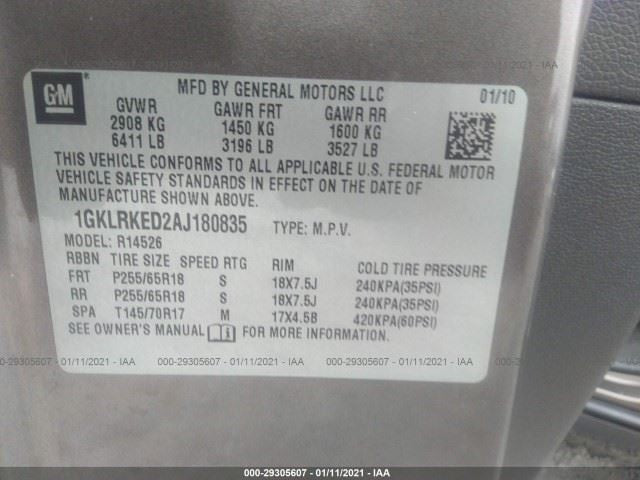 GM
®
MFD BY GENERAL MOTORS LLC 01/10
GVWR GAWR FRT GAWR RR
2908 KG 1450 KG 1600 KG
6411 LB 3196 LB 3527 LB
THIS VEHICLE CONFORMS TO ALL APPLICABLE U.S. FEDERAL MOTOR
VEHICLE SAFETY STANDARDS IN EFFECT ON THE DATE OF
MANUFACTURE SHOWN ABOVE.
1GKLRKED2AJ180835 TYPE: M.P.V.
MODEL: R14526
RBBN TIRE SIZE SPEED RTG RIM COLD TIRE PRESSURE
FRT P255/65R18 S 18X7.5J 240KPA(35PSI)
RR P255/65R18 S 18X7.5J 240KPA(35PSI)
SPA T145/70R17 M 17X4.5B 420KPA(60PSI)
SEE OWNER'S MANUAL FOR MORE INFORMATION.
000-29305607 - 01/11/2021 - IAA